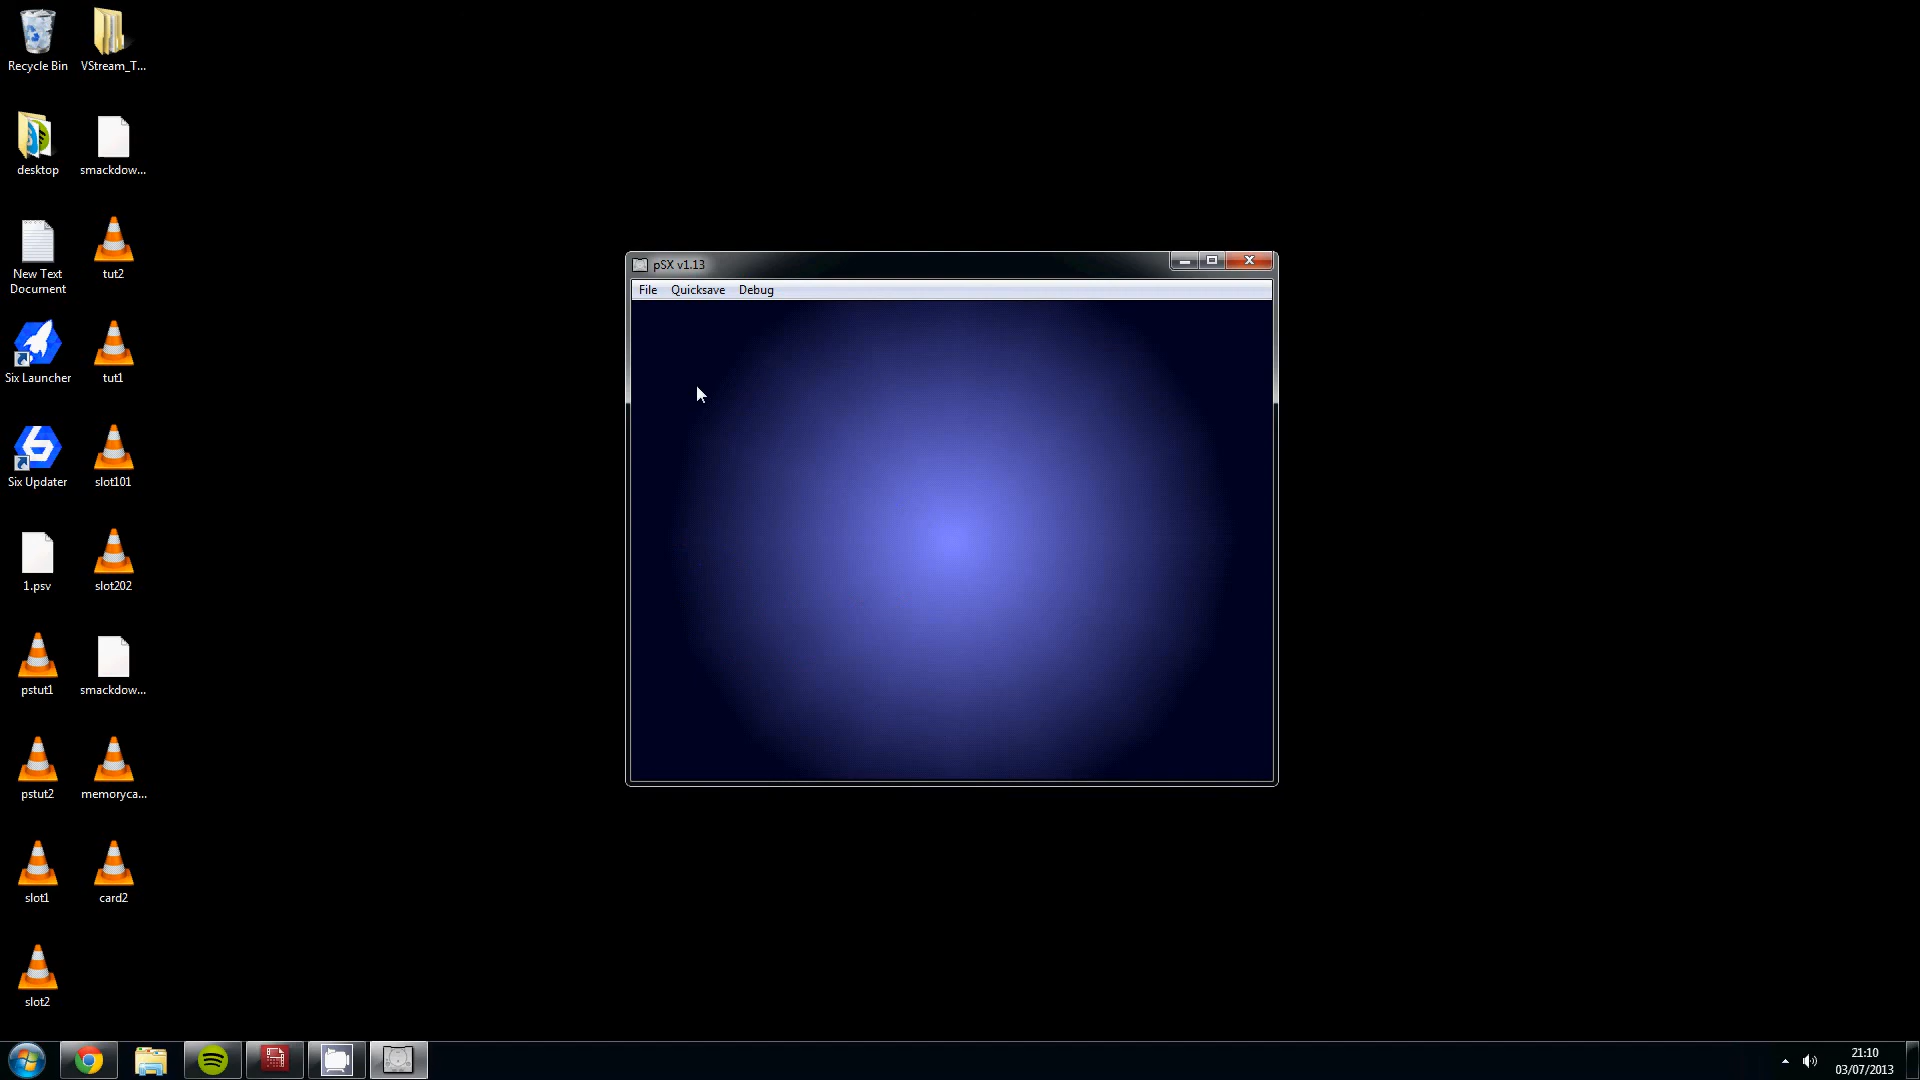 Recycle Bin
VStream_T...
desktop
smackdow...
New Text
Document
tut2
Six Launcher
tut1
Six Updater
slot101
1.psv
slot202
pstut1
smackdow...
pstut2
memoryca...
slot1
card2
slot2
pSX v1.13
File Quicksave Debug
21:10
03/07/2013